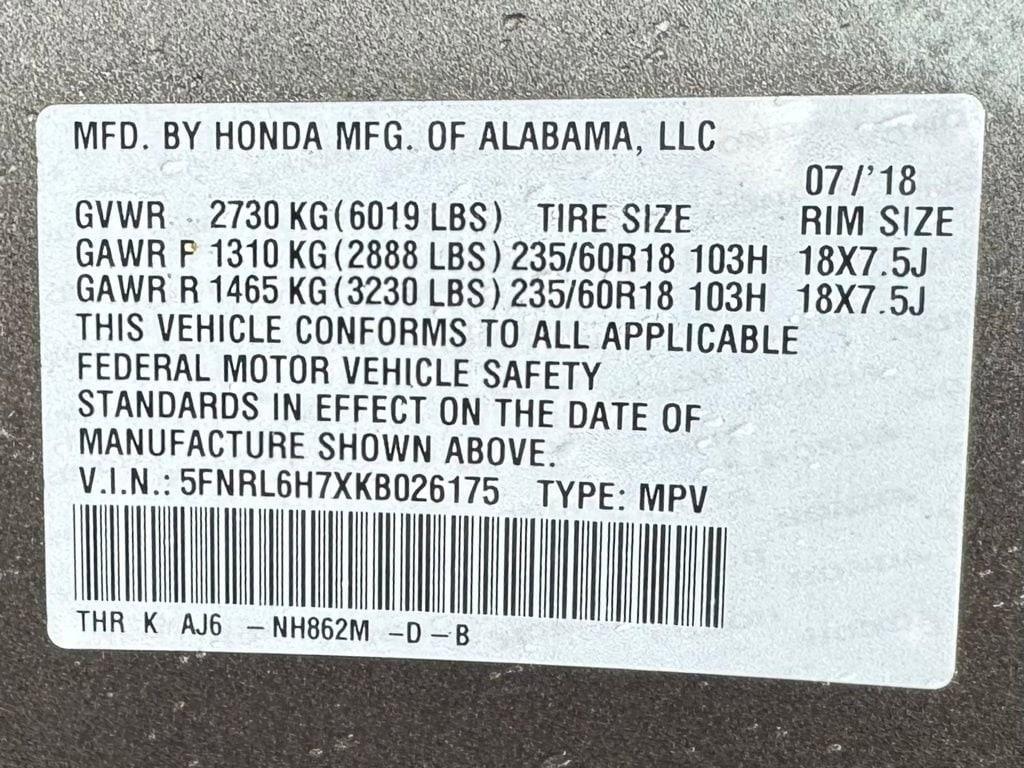 MFD. BY HONDA MFG. OF ALABAMA, LLC
07/'18
GVWR 2730 KG(6019 LBS) TIRE SIZE RIM SIZE
GAWR F 1310 KG(2888 LBS) 235/60R18 103H 18X7.5J
GAWR R 1465 KG(3230 LBS) 235/60R18 103H 18X7.5J
THIS VEHICLE CONFORMS TO ALL APPLICABLE
FEDERAL MOTOR VEHICLE SAFETY
STANDARDS IN EFFECT ON THE DATE OF
MANUFACTURE SHOWN ABOVE.
V.I.N.: 5FNRL6H7XKB026175 TYPE: MPV
THR K AJ6 -NH862M -D-B